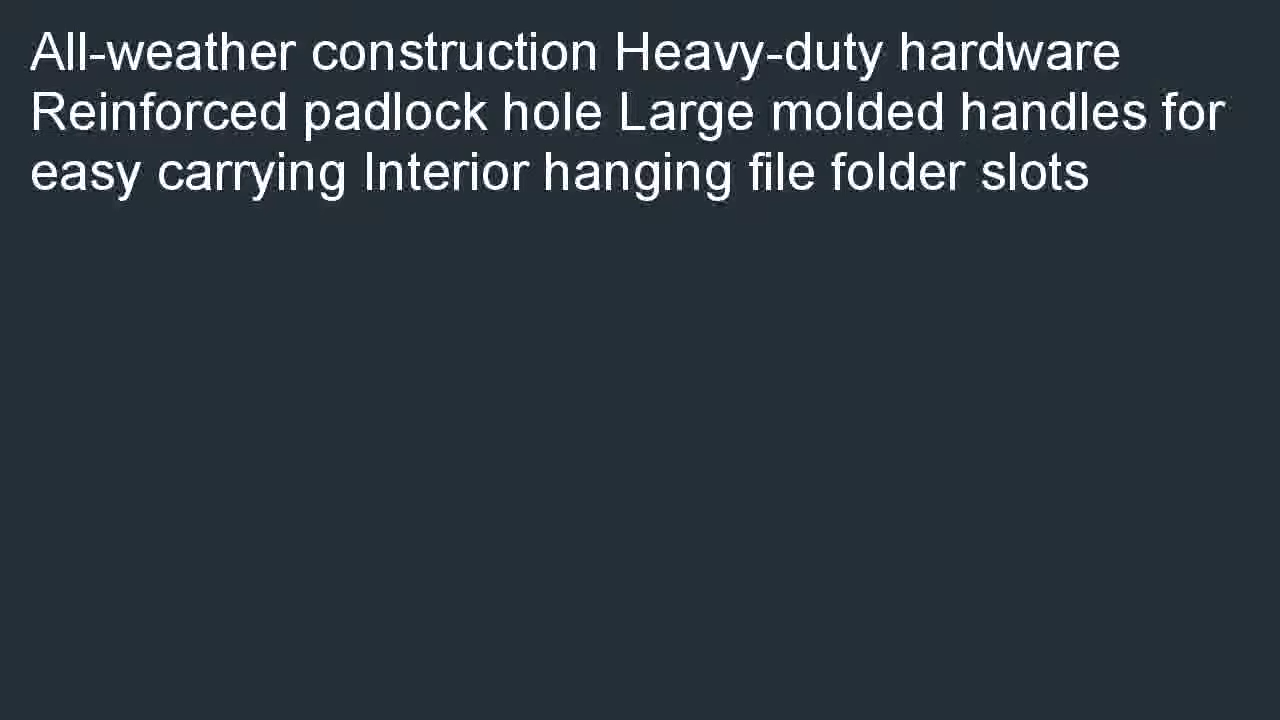 All-weather construction Heavy-duty hardware
Reinforced padlock hole Large molded handles for
easy carrying Interior hanging file folder slots